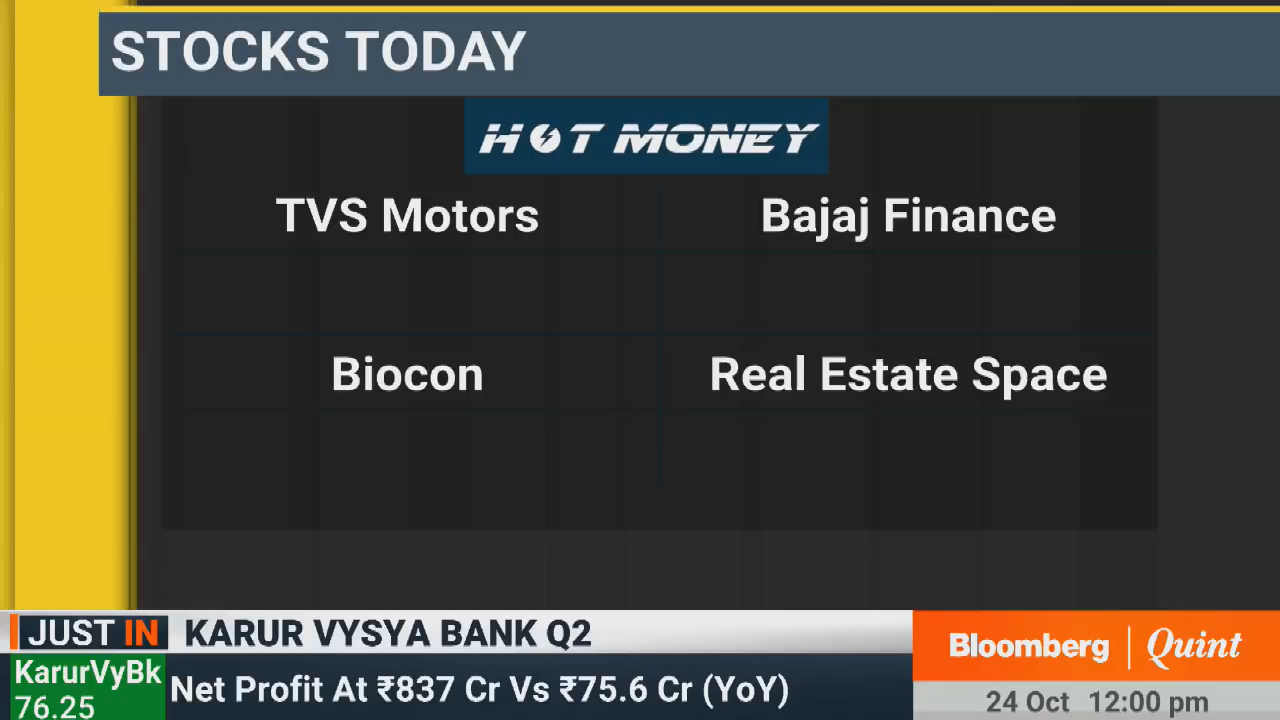 STOCKS TODAY
HOT MONEY
TVS Motors
Bajaj Finance
Biocon
Real Estate Space
JUST IN
KARUR VYSYA BANK Q2
KarurVyBk
76.25
Net Profit At ₹837 Cr Vs ₹75.6 Cr (YoY)
Bloomberg | Quint
24 Oct 12:00 pm